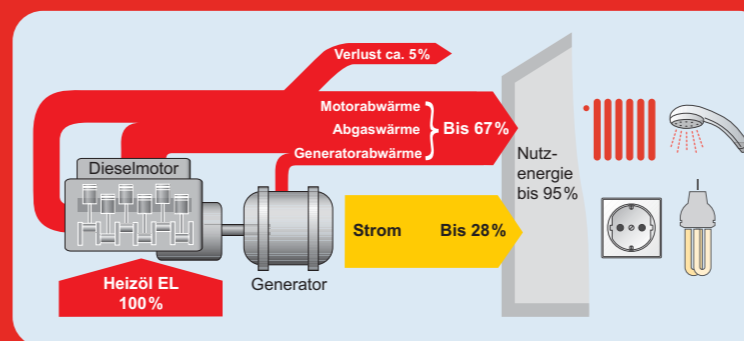 Verlust ca. 5%
Motorabwärme
Abgaswärme
Generatorabwärme
Bis 67%
Dieselmotor
Nutz-
energie
bis 95%
Strom Bis 28%
Heizöl EL
100%
Generator